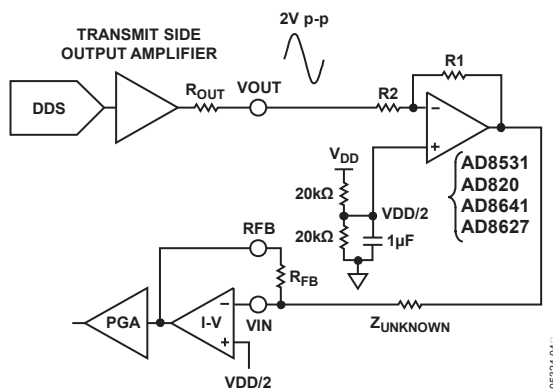 2V p-p
TRANSMIT SIDE
OUTPUT AMPLIFIER
R1
DDS
ROUT
VOUT
R2
−
+
VDD
20kΩ
VDD/2
20kΩ
1µF
AD8531
AD820
AD8641
AD8627
RFB
RFB
PGA
I-V
−
+
VIN
ZUNKNOWN
VDD/2